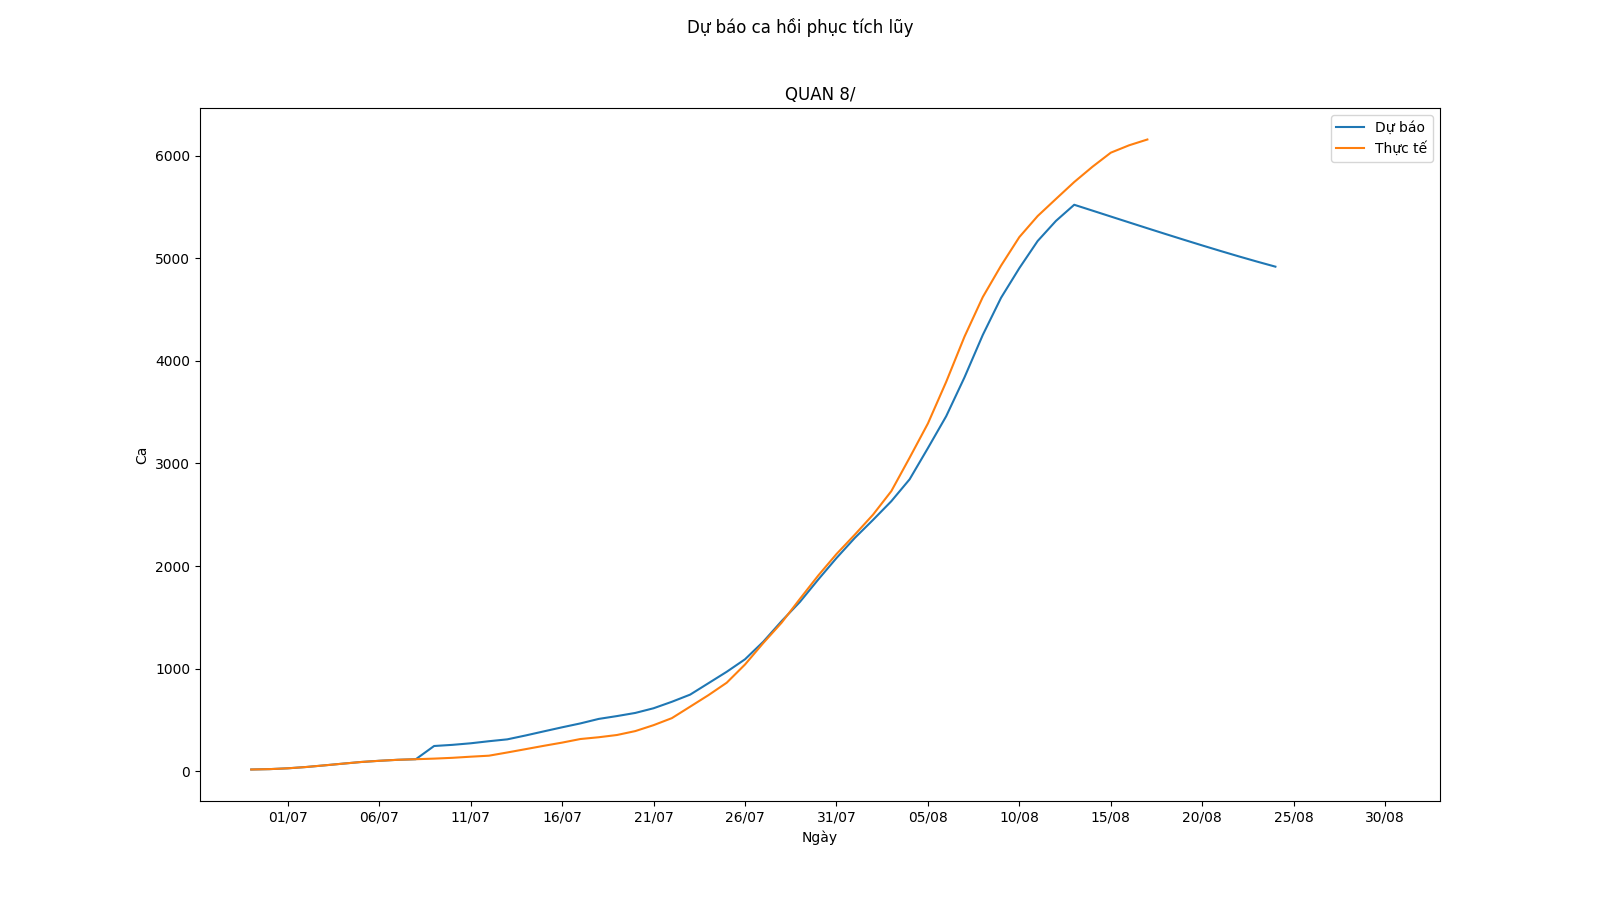 Dự báo ca hồi phục tích lũy
QUAN 8/
Dự báo
Thực tế
6000
5000
4000
3000
2000
1000
0
Ca
01/07 06/07 11/07 16/07 21/07 26/07 31/07 05/08 10/08 15/08 20/08 25/08 30/08
Ngày